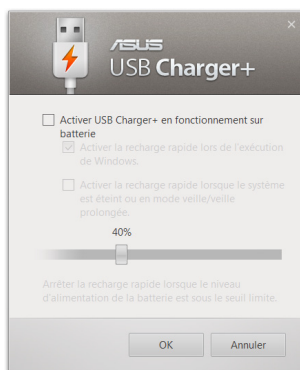 ASUS
USB Charger+
Activer USB Charger+ en fonctionnement sur
batterie
Activer la recharge rapide lors de l'exécution
de Windows.
Activer la recharge rapide lorsque le système
est éteint ou en mode veille/veille
prolongée.
40%
Arrêter la recharge rapide lorsque le niveau
d'alimentation de la batterie est sous le seuil limite.
OK Annuler